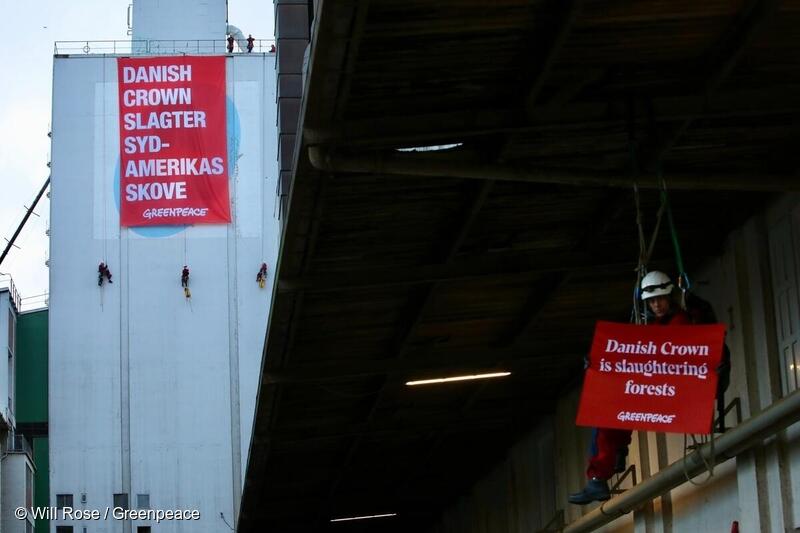 DANISH
CROWN
SLAGTER
SYD-
AMERIKAS
SKOVE
GREENPEACE
Danish Crown
is slaughtering
forests
GREENPEACE
© Will Rose / Greenpeace